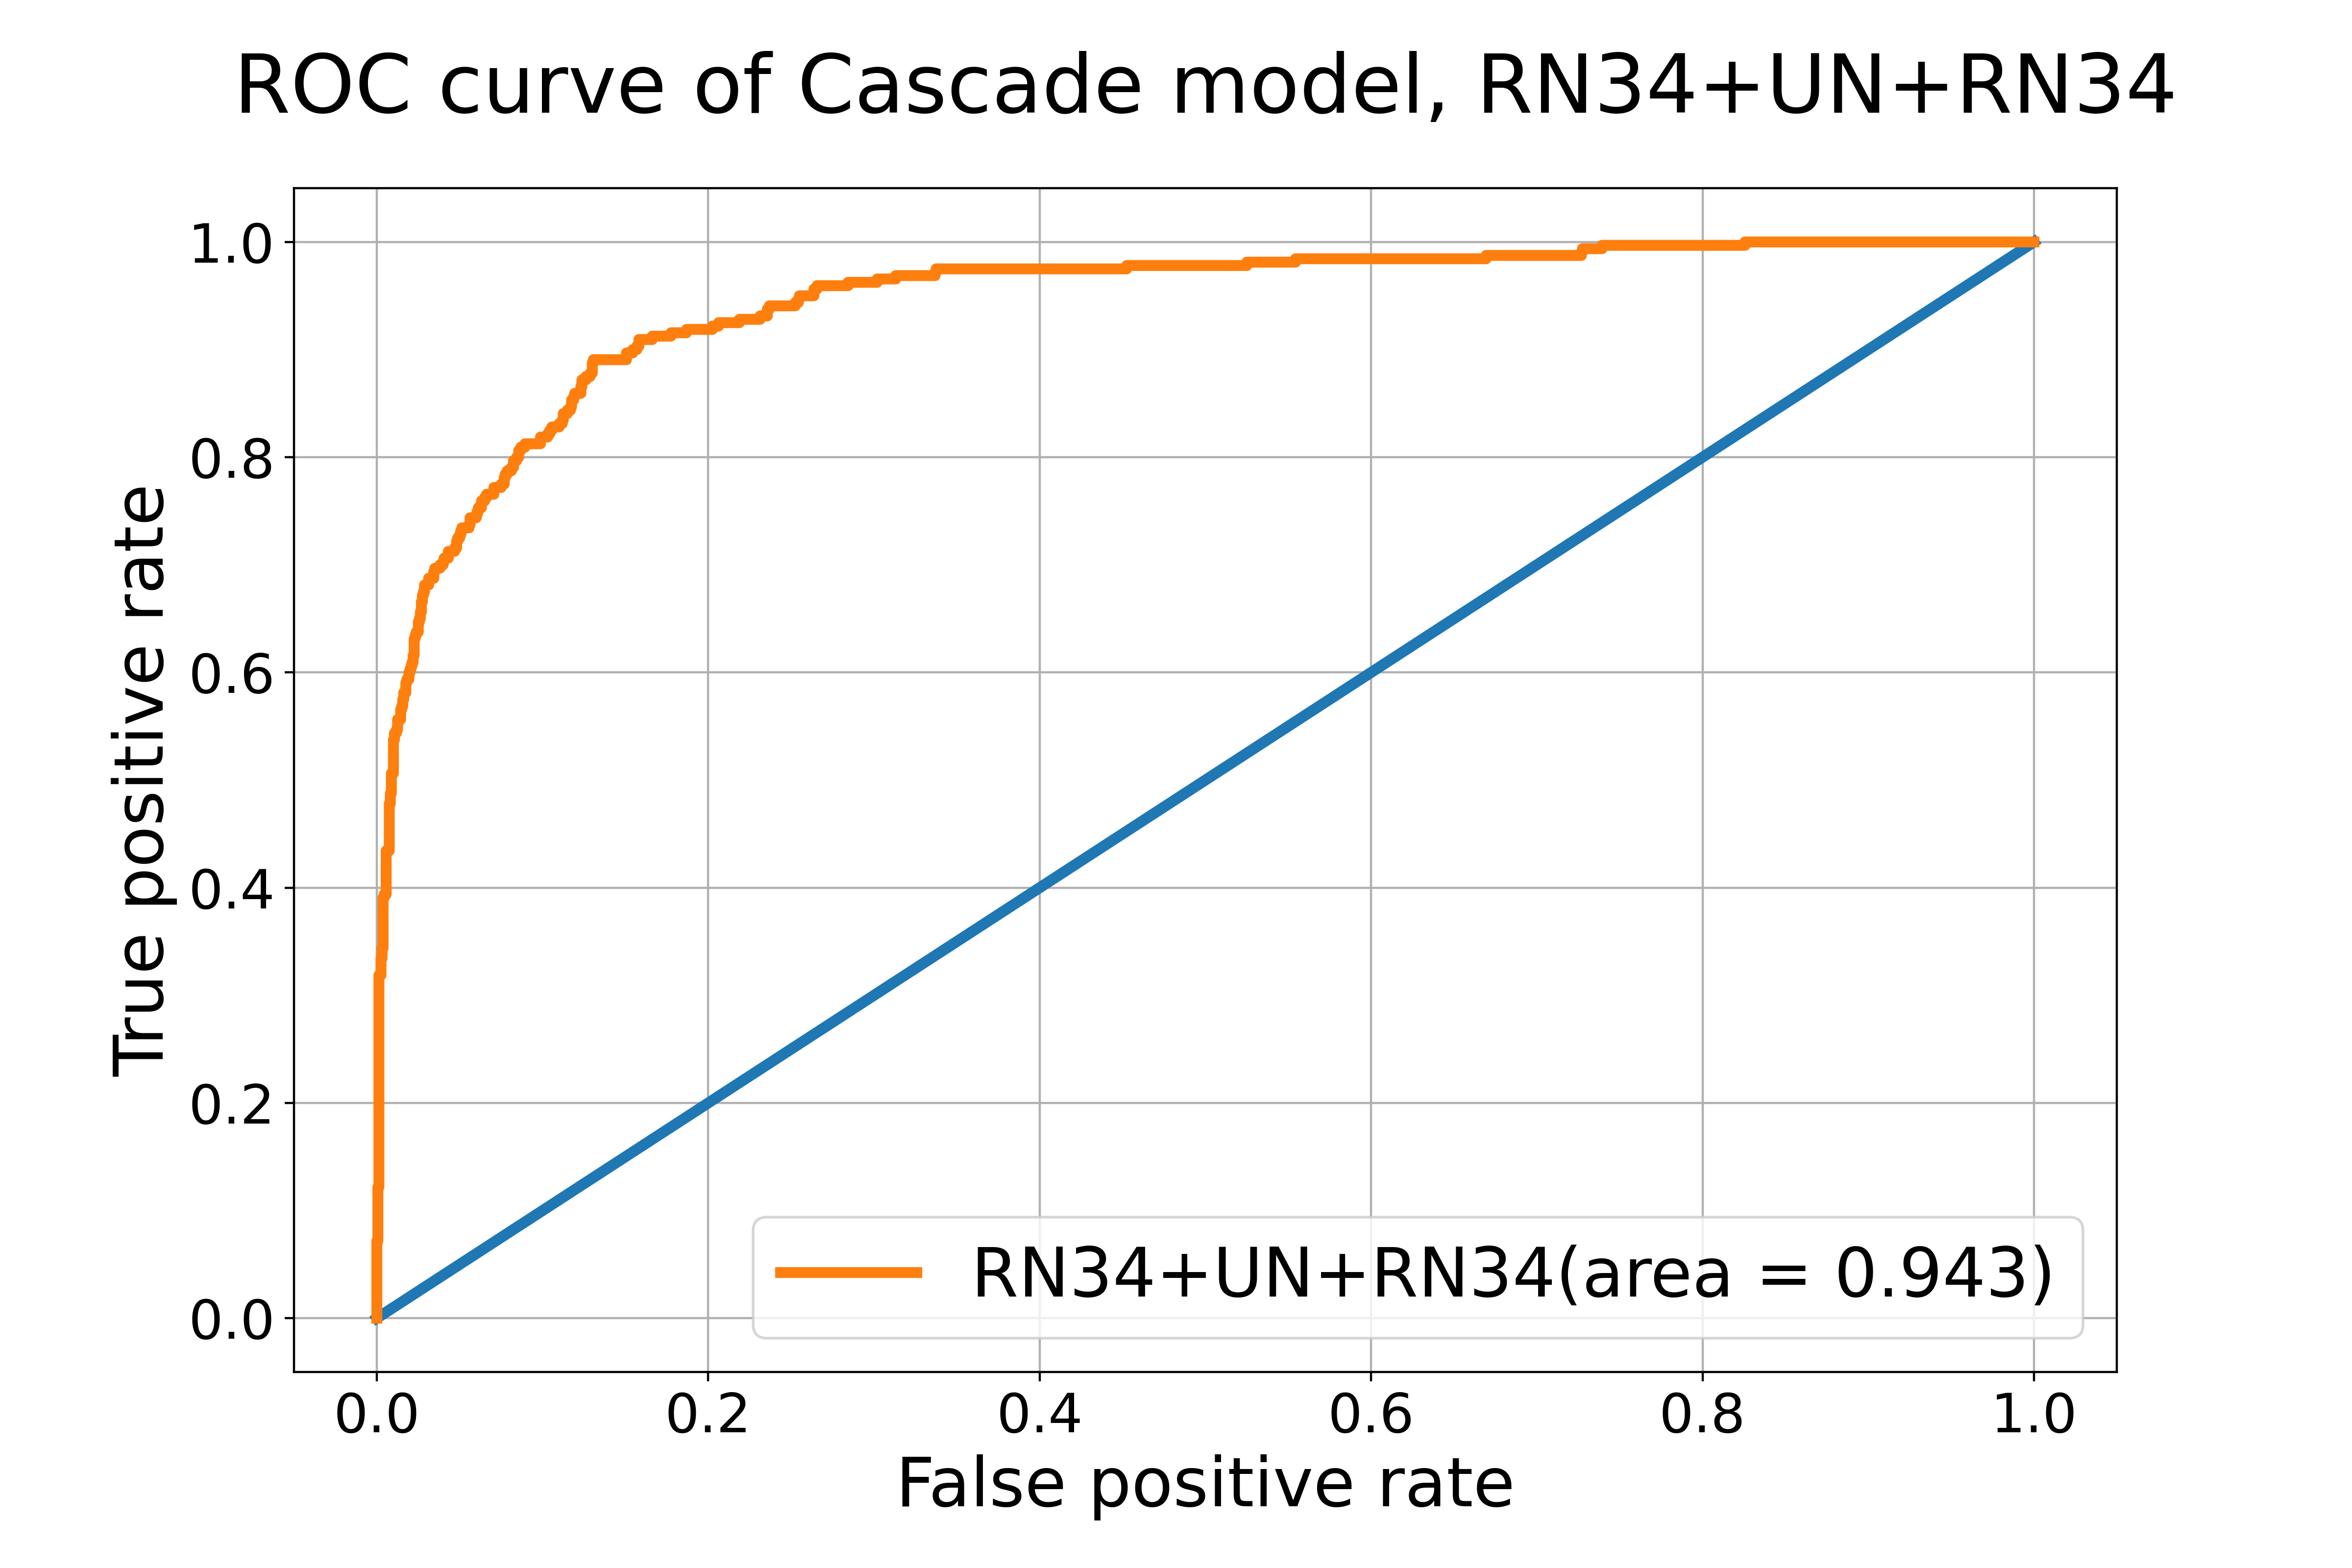 ROC curve of Cascade model, RN34+UN+RN34
True positive rate
1.0
0.8
0.6
0.4
0.2
0.0
RN34+UN+RN34(area = 0.943)
0.0 0.2 0.4 0.6 0.8 1.0
False positive rate